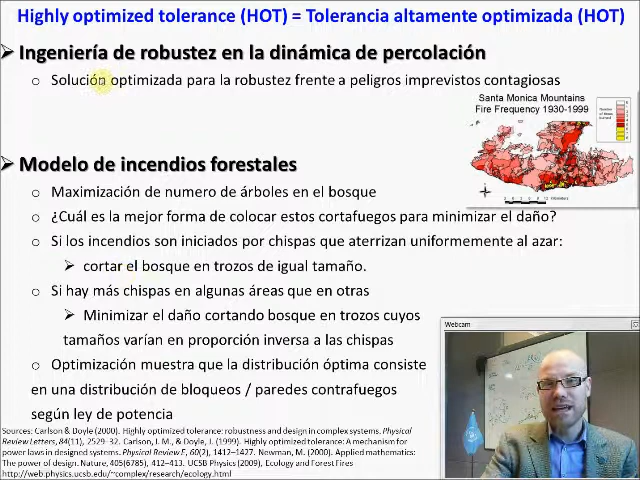 Highly optimized tolerance (HOT) = Tolerancia altamente optimizada (HOT)
Ingeniería de robustez en la dinámica de percolación
Solución optimizada para la robustez frente a peligros imprevistos contagiosas
Santa Monica Mountains
Fire Frequency 1930-1999
Modelo de incendios forestales
Maximización de numero de árboles en el bosque
¿Cuál es la mejor forma de colocar estos cortafuegos para minimizar el daño?
Si los incendios son iniciados por chispas que aterrizan uniformemente al azar:
cortar el bosque en trozos de igual tamaño.
Si hay más chispas en algunas áreas que en otras
Minimizar el daño cortando bosque en trozos cuyos
tamaños varían en proporción inversa a las chispas
Optimización muestra que la distribución óptima consiste
en una distribución de bloqueos / paredes contrafuegos
según ley de potencia
Webcam
Sources: Carlson & Doyle (2000). Highly optimized tolerance: robustness and design in complex systems. Physical
Review Letters, 84(11), 2529-32. Carlson, J. M., & Doyle, J. (1999). Highly optimized tolerance: A mechanism for
power laws in designed systems. Physical Review E, 60(2), 1412–1427. Newman, M. (2000). Applied mathematics:
The power of design. Nature, 405(6785), 412–413. UCSB Physics (2009), Ecology and Forest Fires
http://web.physics.ucsb.edu/~complex/research/ecology.html